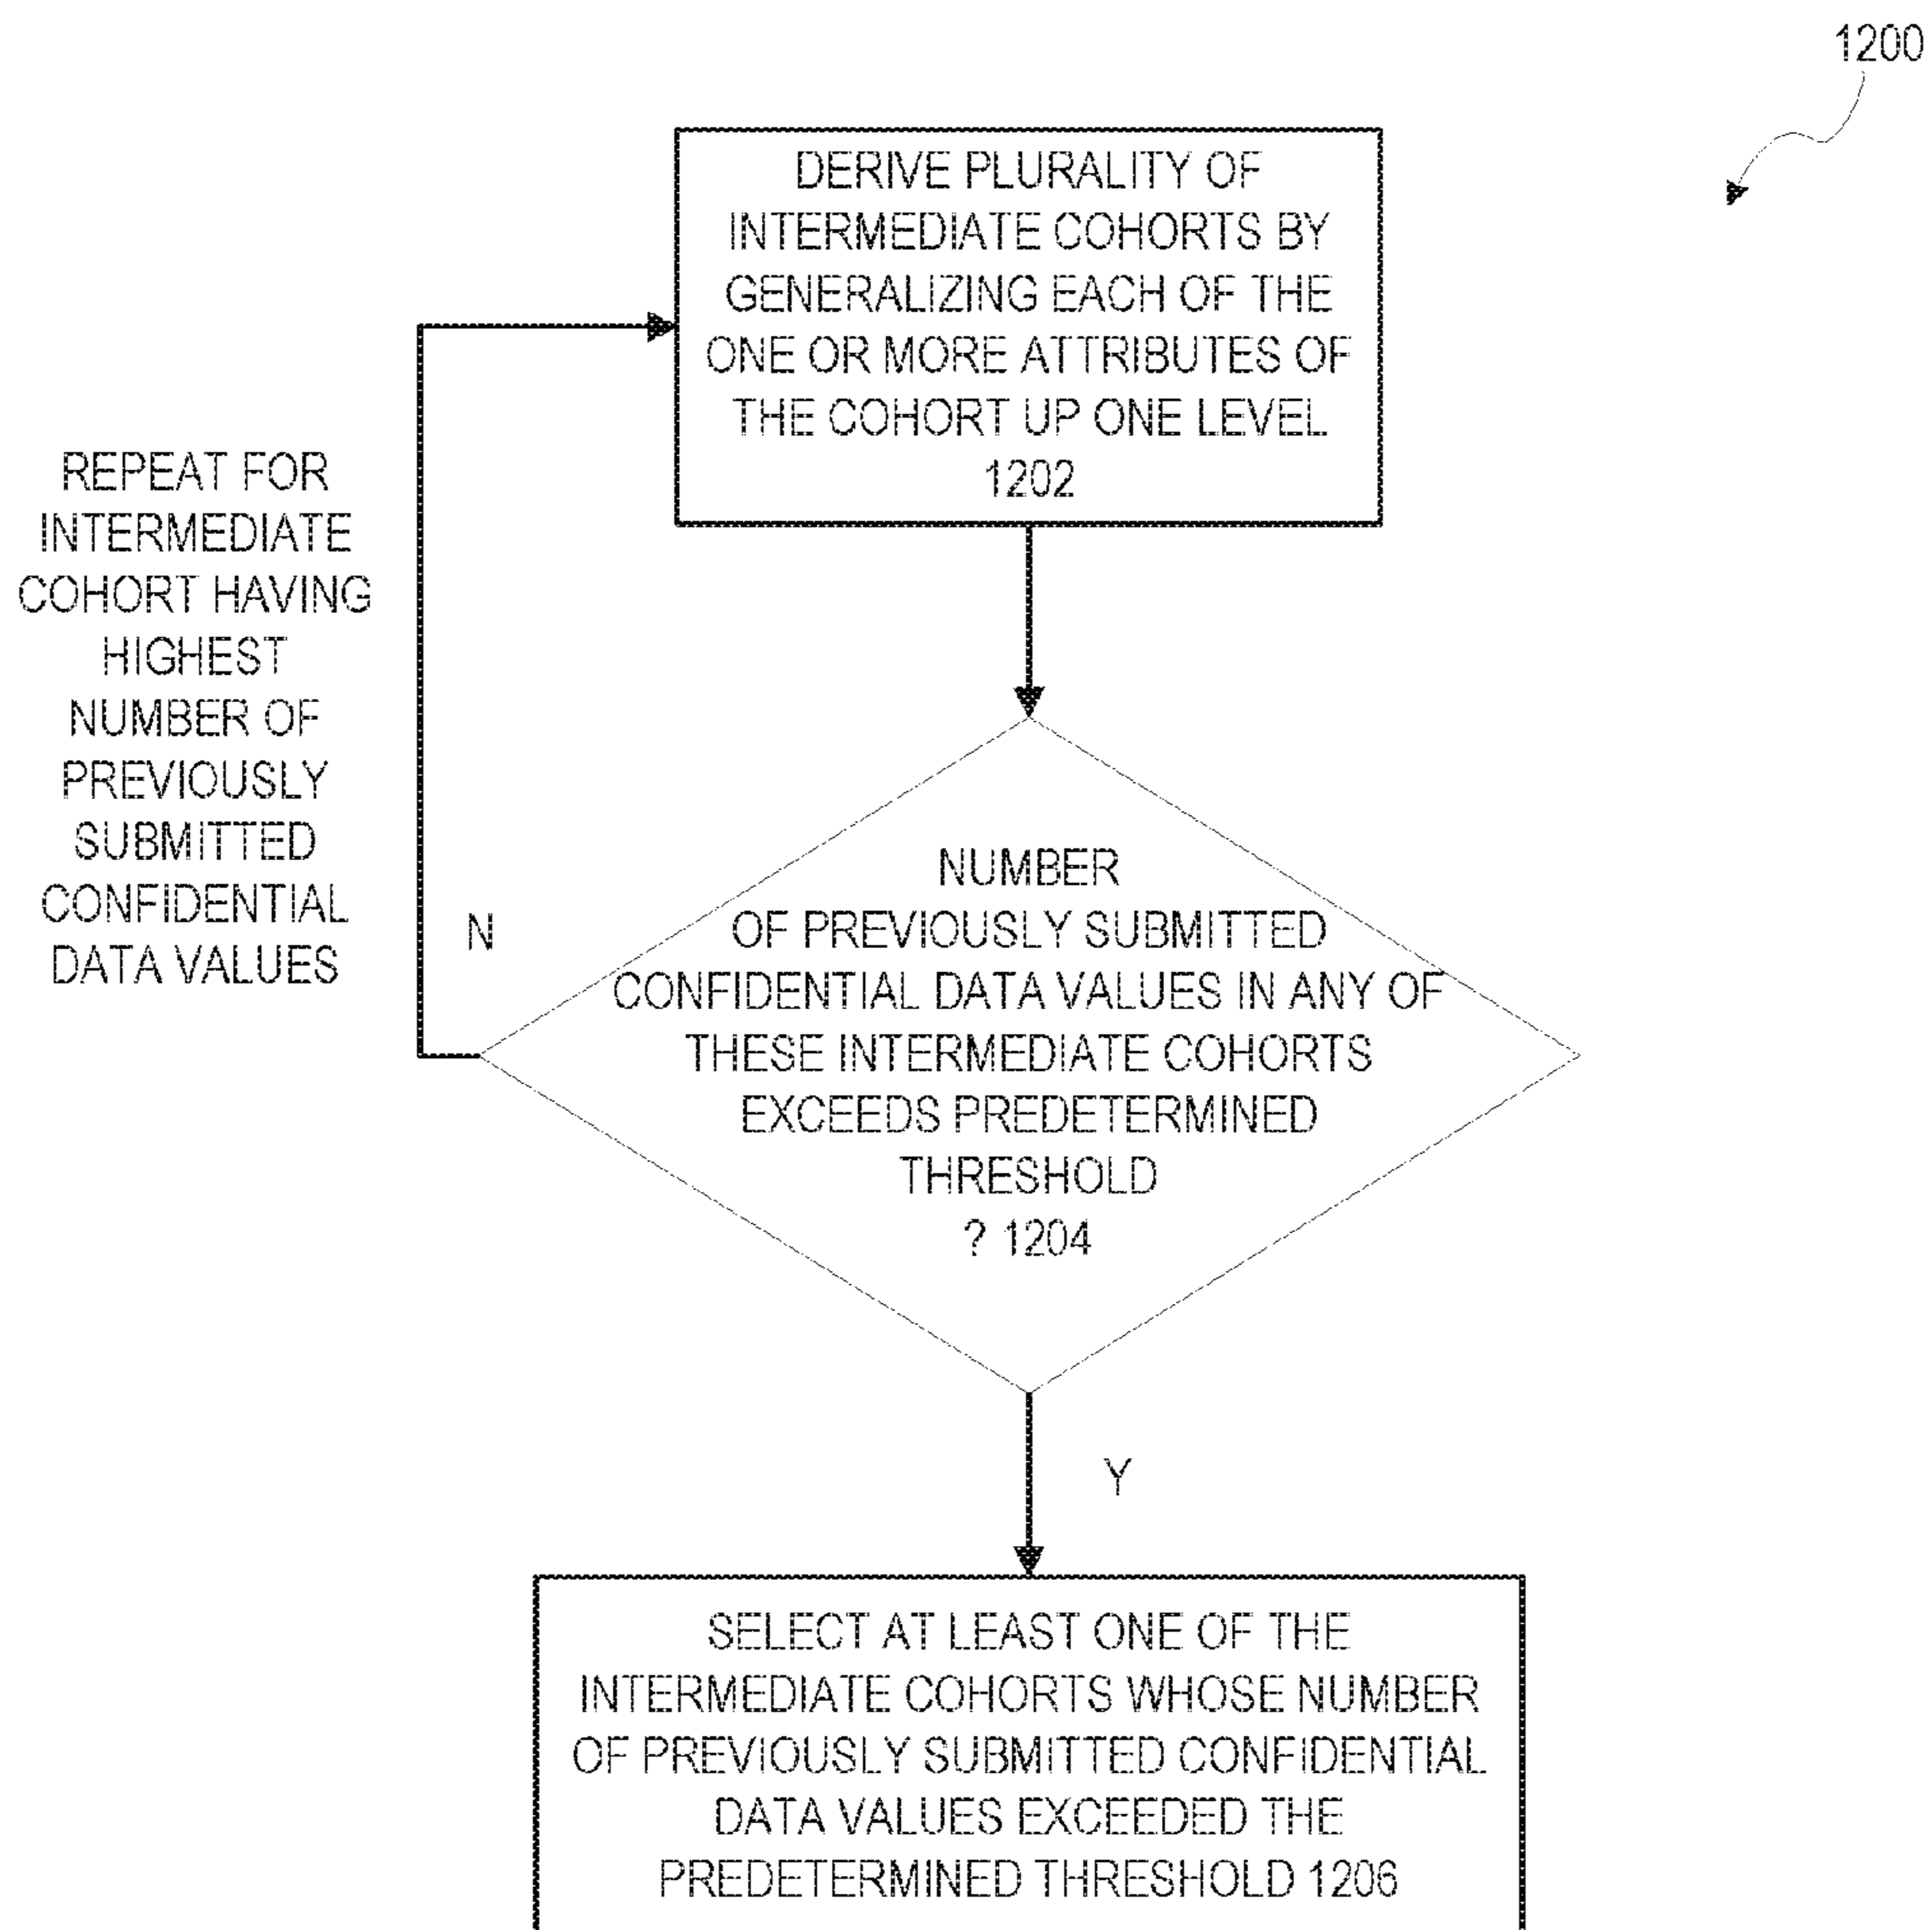 1200
DERIVE PLURALITY OF
INTERMEDIATE COHORTS BY
GENERALIZING EACH OF THE
ONE OR MORE ATTRIBUTES OF
THE COHORT UP ONE LEVEL
1202
REPEAT FOR
INTERMEDIATE
COHORT HAVING
HIGHEST
NUMBER OF
PREVIOUSLY
SUBMITTED
CONFIDENTIAL
DATA VALUES
N
NUMBER
OF PREVIOUSLY SUBMITTED
CONFIDENTIAL DATA VALUES IN ANY OF
THESE INTERMEDIATE COHORTS
EXCEEDS PREDETERMINED
THRESHOLD
? 1204
Y
SELECT AT LEAST ONE OF THE
INTERMEDIATE COHORTS WHOSE NUMBER
OF PREVIOUSLY SUBMITTED CONFIDENTIAL
DATA VALUES EXCEEDED THE
PREDETERMINED THRESHOLD 1206